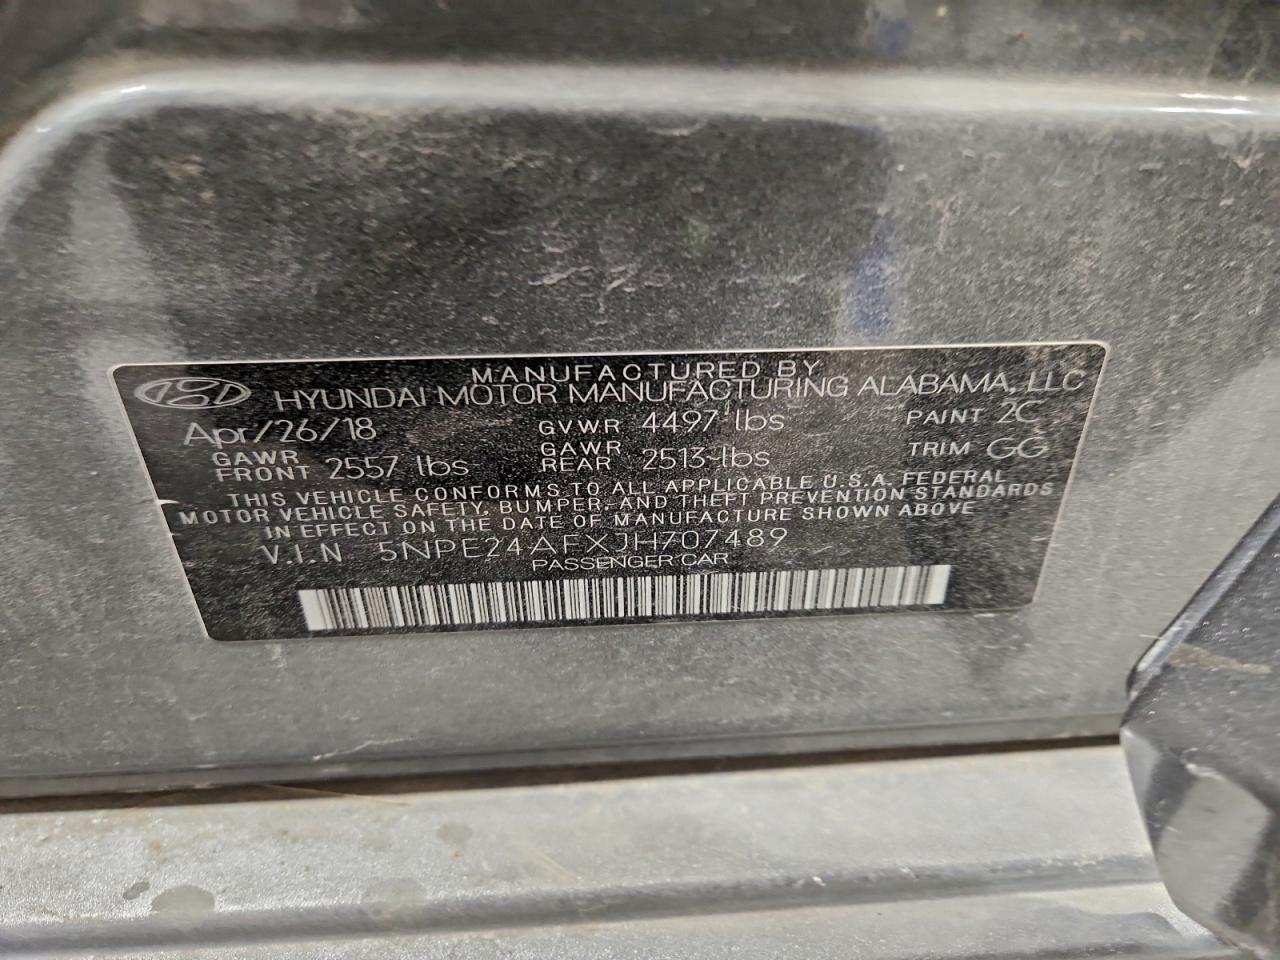 MANUFACTURED BY
HYUNDAI MOTOR MANUFACTURING ALABAMA, LLC
Apr/26/18 GVWR 4497 lbs PAINT 2C
GAWR FRONT 2557 lbs GAWR REAR 2513 lbs TRIM GG
THIS VEHICLE CONFORMS TO ALL APPLICABLE U.S.A. FEDERAL
MOTOR VEHICLE SAFETY, BUMPER, AND THEFT PREVENTION STANDARDS
IN EFFECT ON THE DATE OF MANUFACTURE SHOWN ABOVE
V.I.N 5NPE24AFXJH707489
PASSENGER CAR